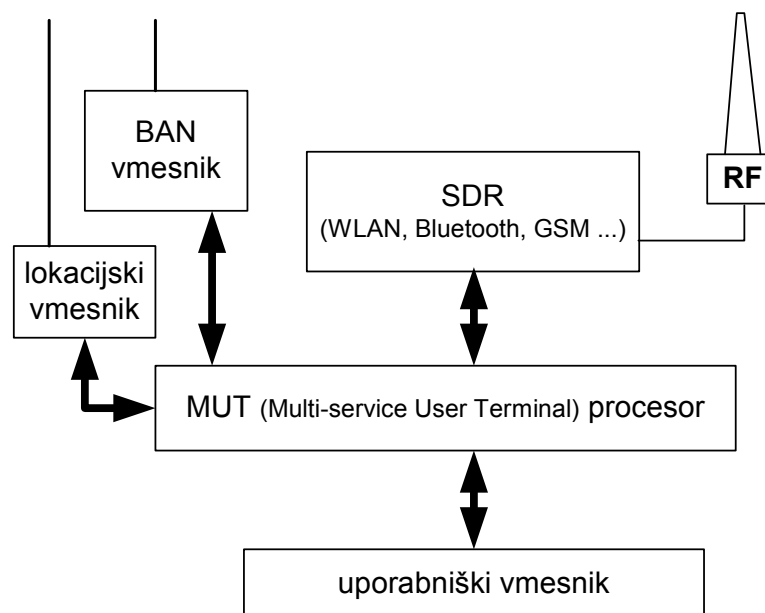 BAN
vmesnik
SDR
(WLAN, Bluetooth, GSM ...)
RF
lokacijski
vmesnik
MUT (Multi-service User Terminal) procesor
uporabniški vmesnik